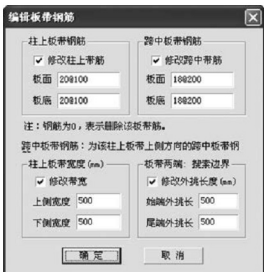 编辑板带钢筋
柱上板带钢筋
跨中板带钢筋
修改柱上带筋
修改跨中带筋
板面 20@100
板面 18@200
板底 20@100
板底 18@200
注：钢筋为0，表示删除该板带筋。
跨中板带钢筋：为该柱上板带上侧方向的跨中板带钢
柱上板带宽度(mm)
板带两端：搜索边界
修改带宽
修改外挑长度(mm)
上侧宽度 500
始端外挑长 500
下侧宽度 500
尾端外挑长 500
确定
取消